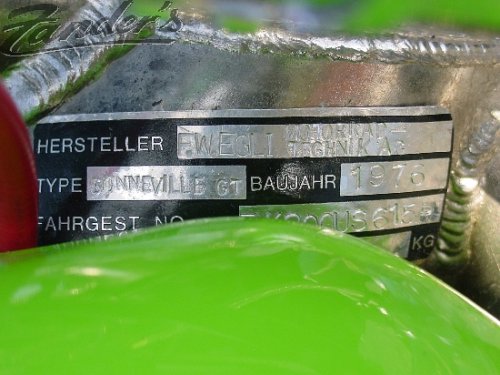 Zander's
HERSTELLER F.W.EGLI MOTORRAD- TECHNIK AG
TYPE BONNEVILLE GT BAUJAHR 1976
FAHRGEST. NO.
KG